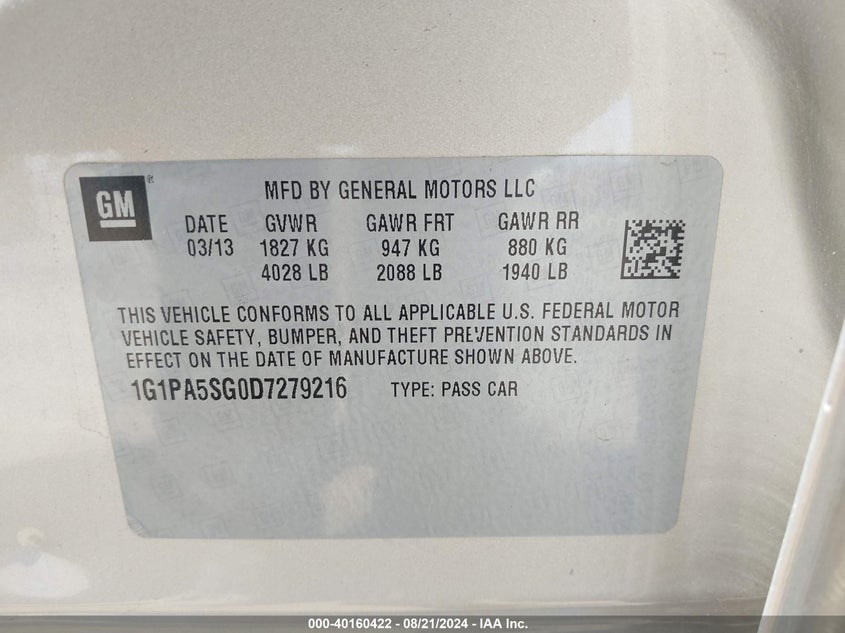 GM
MFD BY GENERAL MOTORS LLC
DATE GVWR GAWR FRT GAWR RR
03/13 1827 KG 947 KG 880 KG
4028 LB 2088 LB 1940 LB
THIS VEHICLE CONFORMS TO ALL APPLICABLE U.S. FEDERAL MOTOR
VEHICLE SAFETY, BUMPER, AND THEFT PREVENTION STANDARDS IN
EFFECT ON THE DATE OF MANUFACTURE SHOWN ABOVE.
1G1PA5SG0D7279216 TYPE: PASS CAR
000-40160422 - 08/21/2024 - IAA Inc.